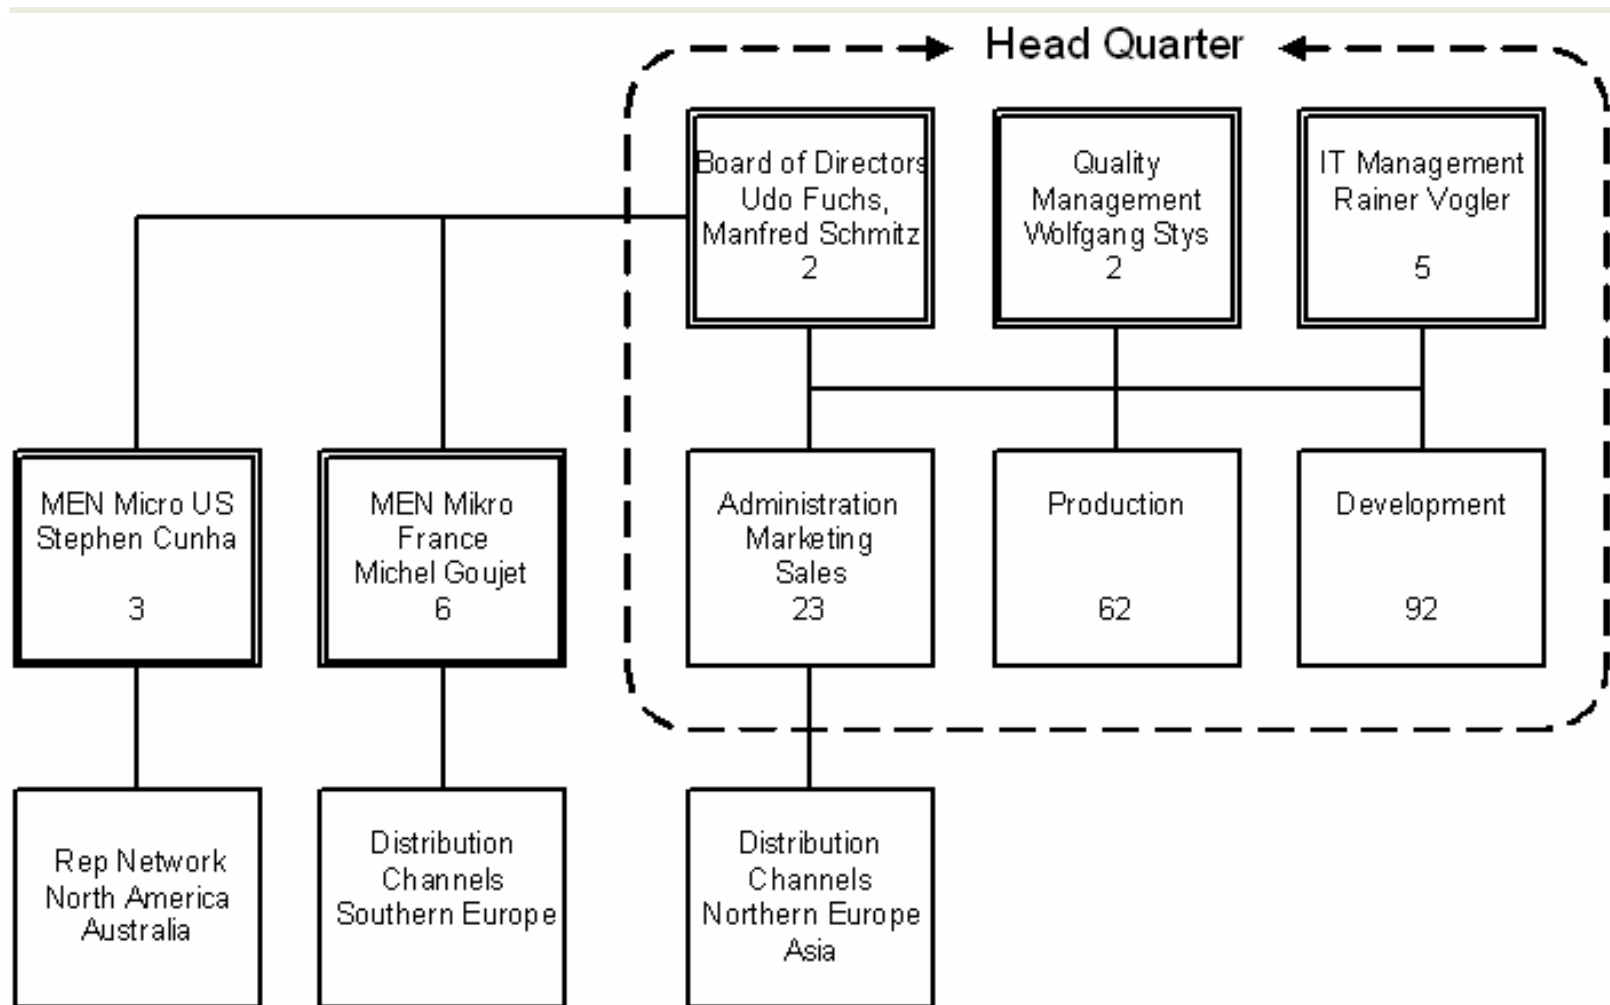 Head Quarter
Board of Directors
Udo Fuchs,
Manfred Schmitz
2
Quality
Management
Wolfgang Stys
2
IT Management
Rainer Vogler
5
MEN Micro US
Stephen Cunha
3
MEN Mikro
France
Michel Goujet
6
Administration
Marketing
Sales
23
Production
62
Development
92
Rep Network
North America
Australia
Distribution
Channels
Southern Europe
Distribution
Channels
Northern Europe
Asia